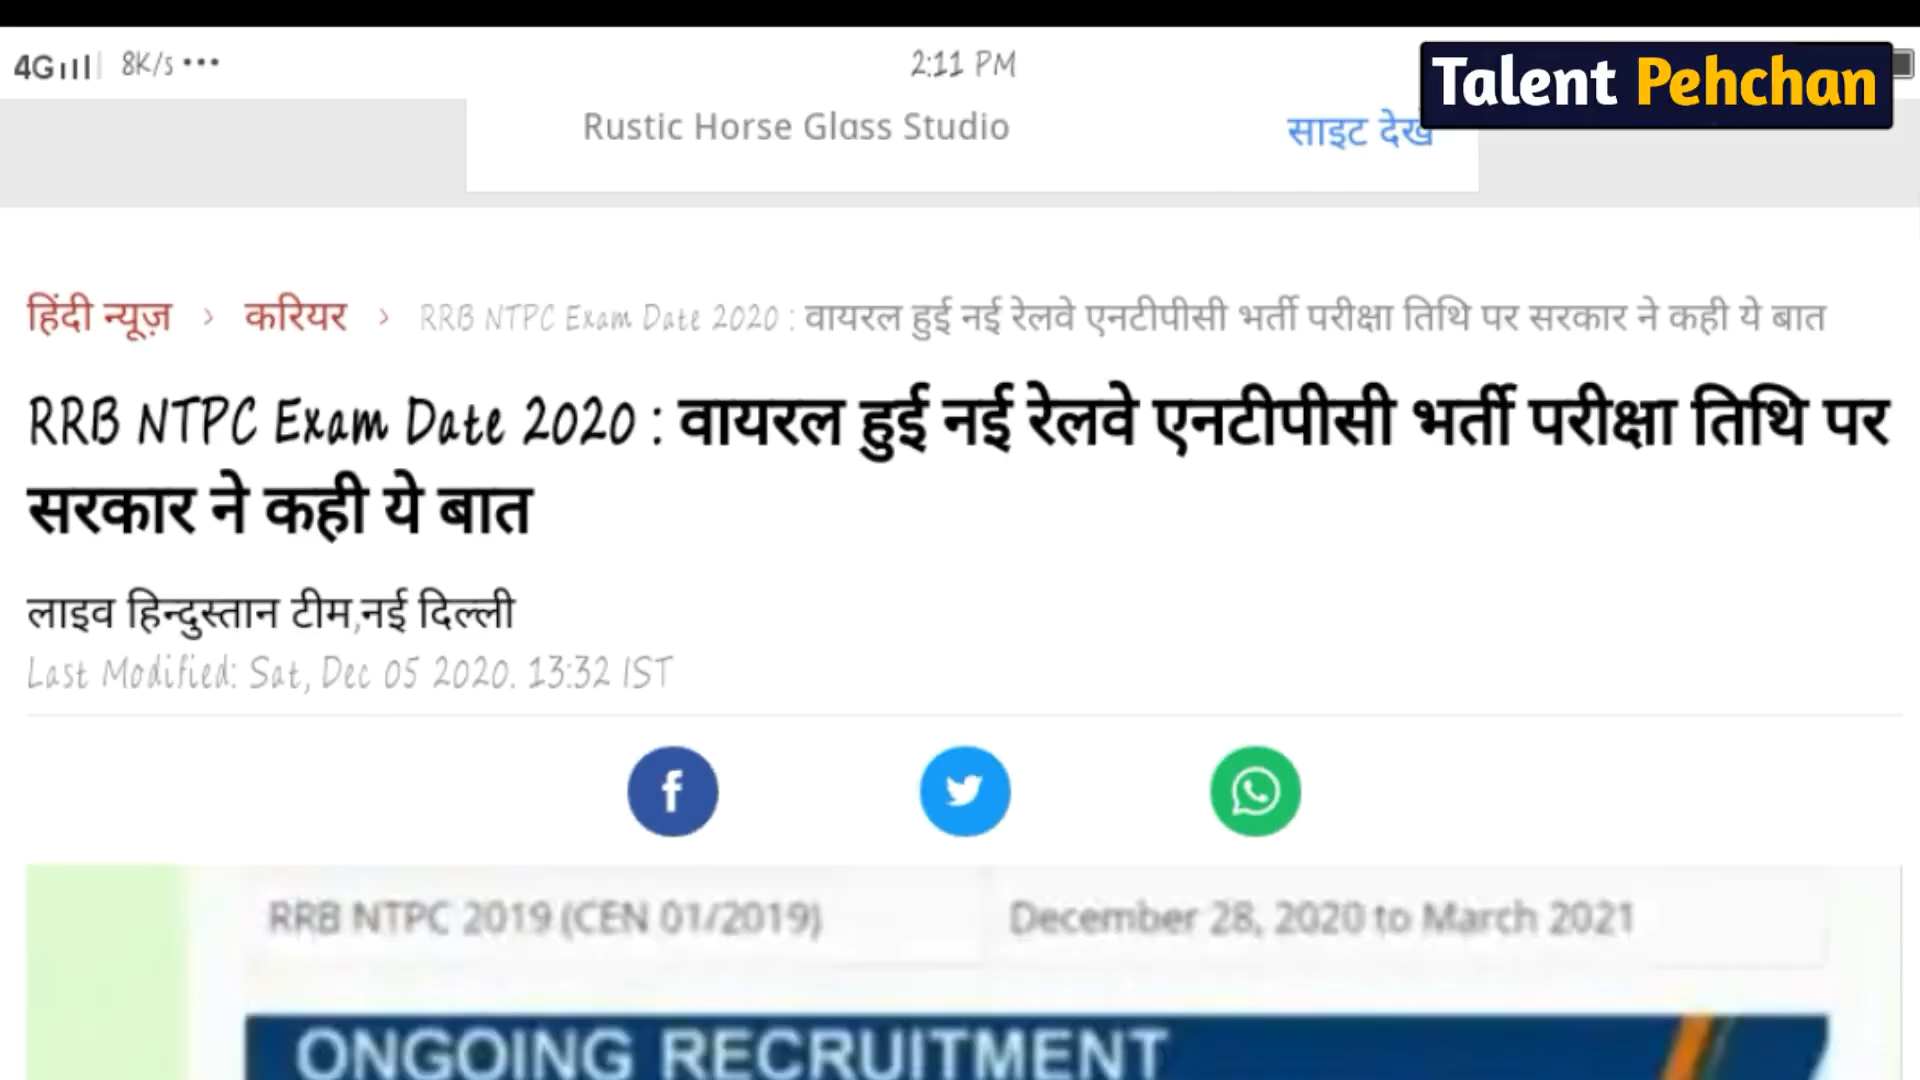 4G 8K/s ••• 2:11 PM
Talent Pehchan
Rustic Horse Glass Studio साइट देखें
हिंदी न्यूज़ › करियर › RRB NTPC Exam Date 2020 : वायरल हुई नई रेलवे एनटीपीसी भर्ती परीक्षा तिथि पर सरकार ने कही ये बात
RRB NTPC Exam Date 2020 : वायरल हुई नई रेलवे एनटीपीसी भर्ती परीक्षा तिथि पर
सरकार ने कही ये बात
लाइव हिन्दुस्तान टीम,नई दिल्ली
Last Modified: Sat, Dec 05 2020. 13:32 IST
RRB NTPC 2019 (CEN 01/2019) December 28, 2020 to March 2021
ONGOING RECRUITMENT